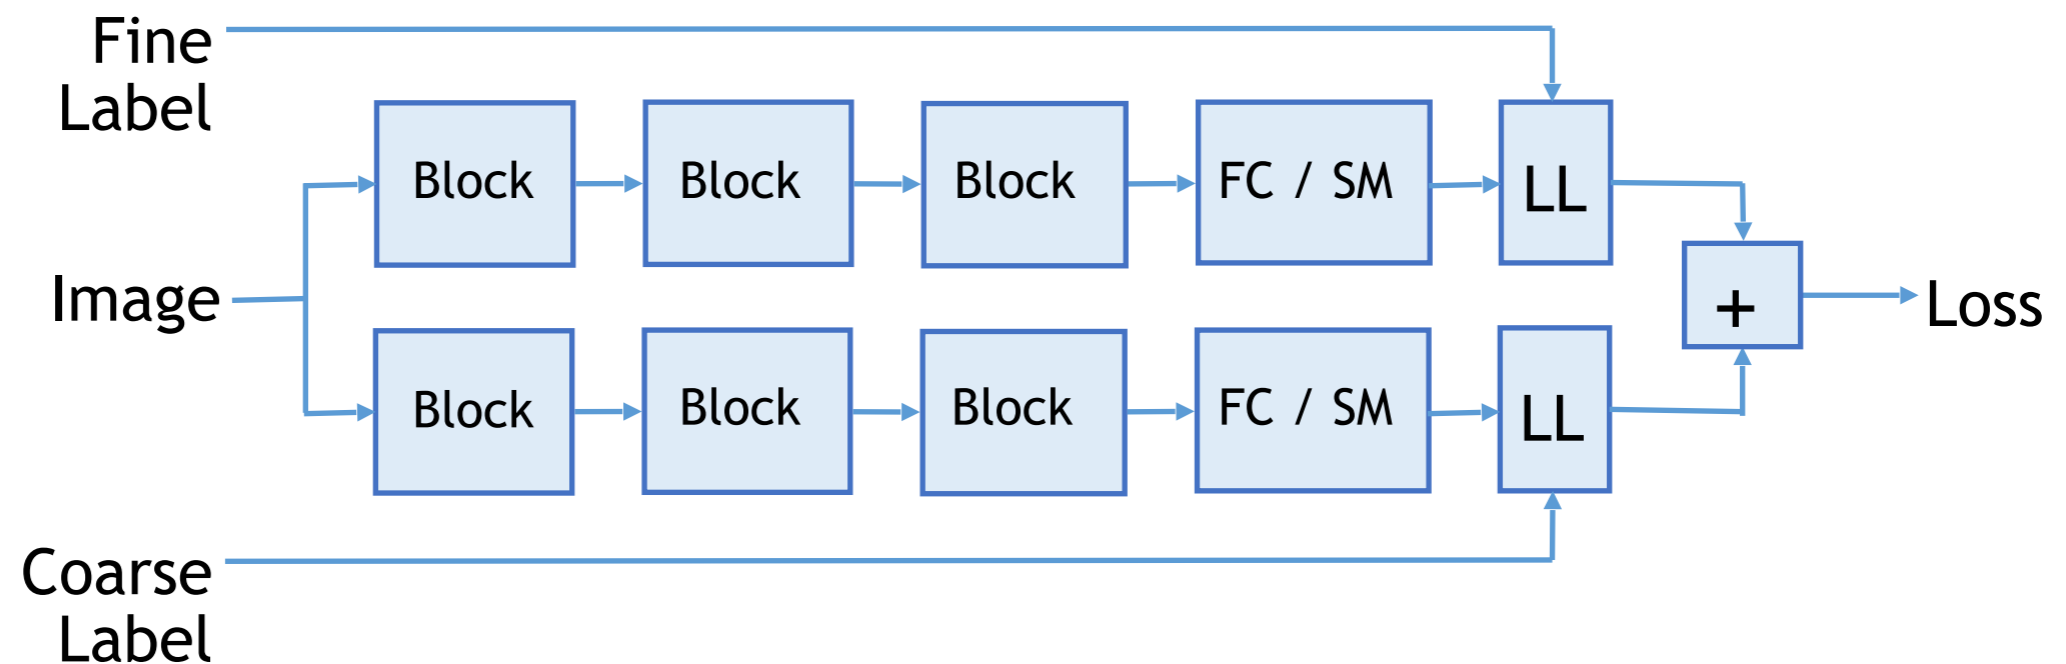 Fine
Label
Block Block Block FC / SM LL
Image
+ Loss
Block Block Block FC / SM LL
Coarse
Label